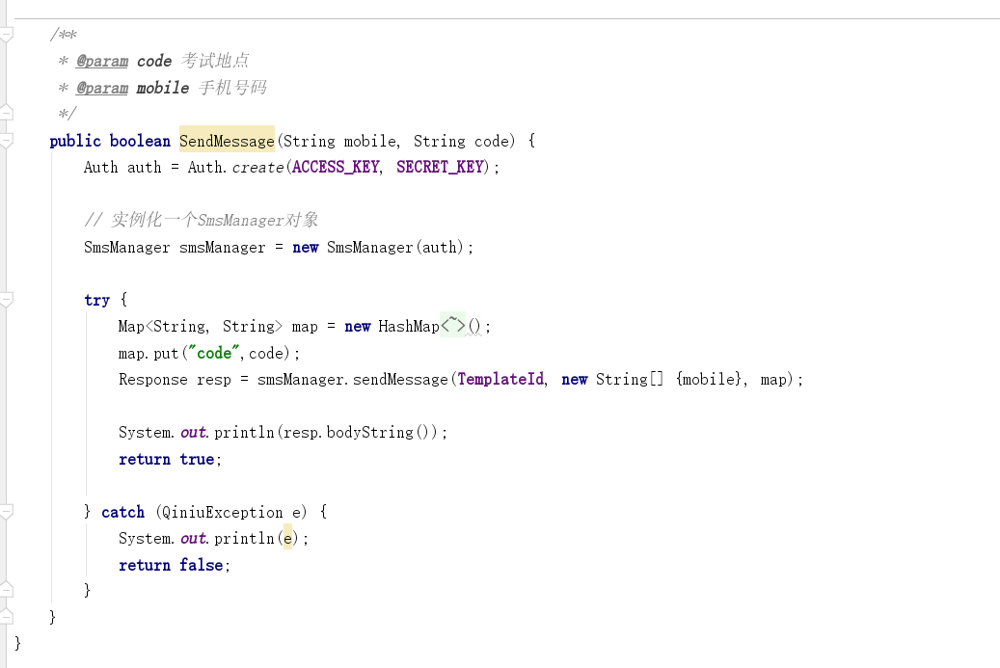 /**
* @param code 考试地点
* @param mobile 手机号码
*/
public boolean SendMessage(String mobile, String code) {
Auth auth = Auth.create(ACCESS_KEY, SECRET_KEY);
// 实例化一个SmsManager对象
SmsManager smsManager = new SmsManager(auth);
try {
Map<String, String> map = new HashMap<~>();
map.put("code",code);
Response resp = smsManager.sendMessage(TemplateId, new String[] {mobile}, map);
System.out.println(resp.bodyString());
return true;
} catch (QiniuException e) {
System.out.println(e);
return false;
}
}
}